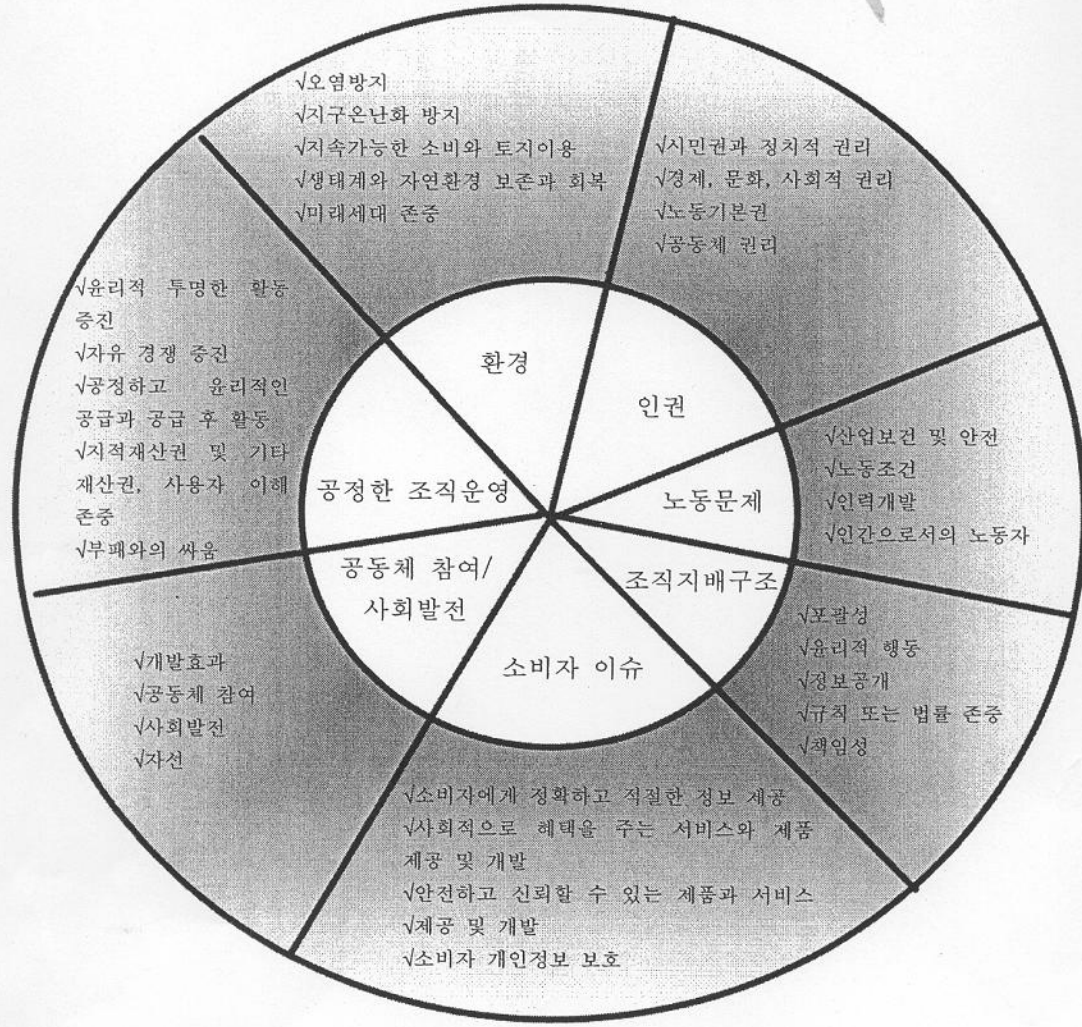 √오염방지
√지구온난화 방지
√지속가능한 소비와 토지이용
√생태계와 자연환경 보존과 회복
√미래세대 존중
√시민권과 정치적 권리
√경제, 문화, 사회적 권리
√노동기본권
√공동체 권리
√윤리적 투명한 활동
증진
√자유 경쟁 증진
√공정하고 윤리적인
공급과 공급 후 활동
√지적재산권 및 기타
재산권, 사용자 이해
존중
√부패와의 싸움
환경
인권
공정한 조직운영
노동문제
공동체 참여/
사회발전
조직지배구조
소비자 이슈
√산업보건 및 안전
√노동조건
√인력개발
√인간으로서의 노동자
√포괄성
√윤리적 행동
√정보공개
√규칙 또는 법률 존중
√책임성
√개발효과
√공동체 참여
√사회발전
√자선
√소비자에게 정확하고 적절한 정보 제공
√사회적으로 혜택을 주는 서비스와 제품
제공 및 개발
√안전하고 신뢰할 수 있는 제품과 서비스
√제공 및 개발
√소비자 개인정보 보호